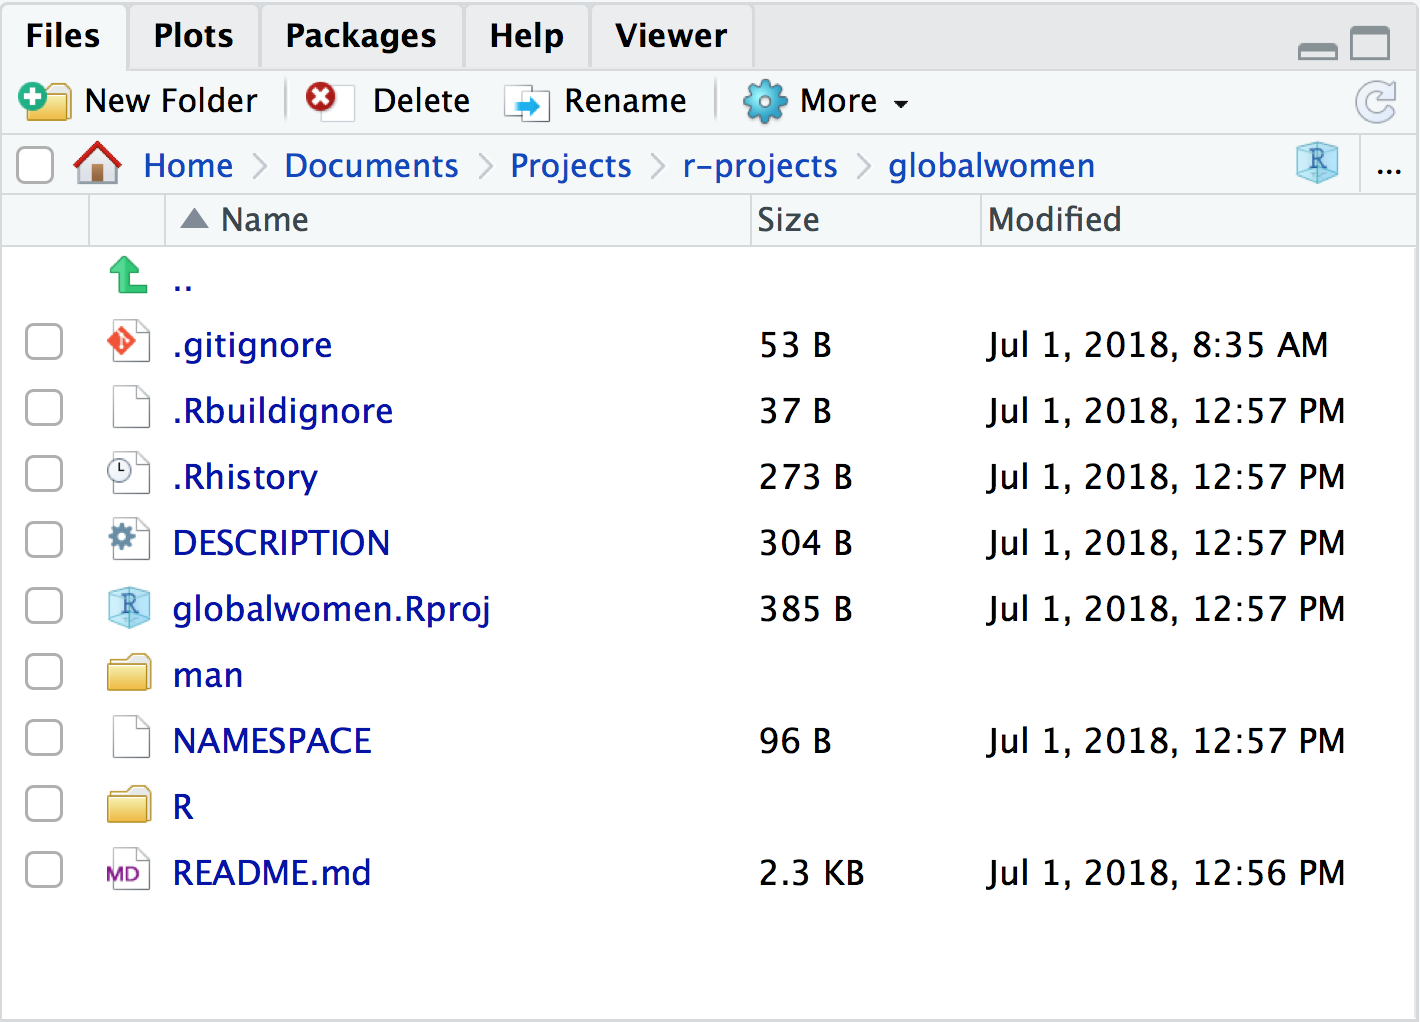 Files Plots Packages Help Viewer
New Folder Delete Rename More
Home Documents Projects r-projects globalwomen R ...
Name Size Modified
..
.gitignore 53 B Jul 1, 2018, 8:35 AM
.Rbuildignore 37 B Jul 1, 2018, 12:57 PM
.Rhistory 273 B Jul 1, 2018, 12:57 PM
DESCRIPTION 304 B Jul 1, 2018, 12:57 PM
R globalwomen.Rproj 385 B Jul 1, 2018, 12:57 PM
man
NAMESPACE 96 B Jul 1, 2018, 12:57 PM
R
MD README.md 2.3 KB Jul 1, 2018, 12:56 PM